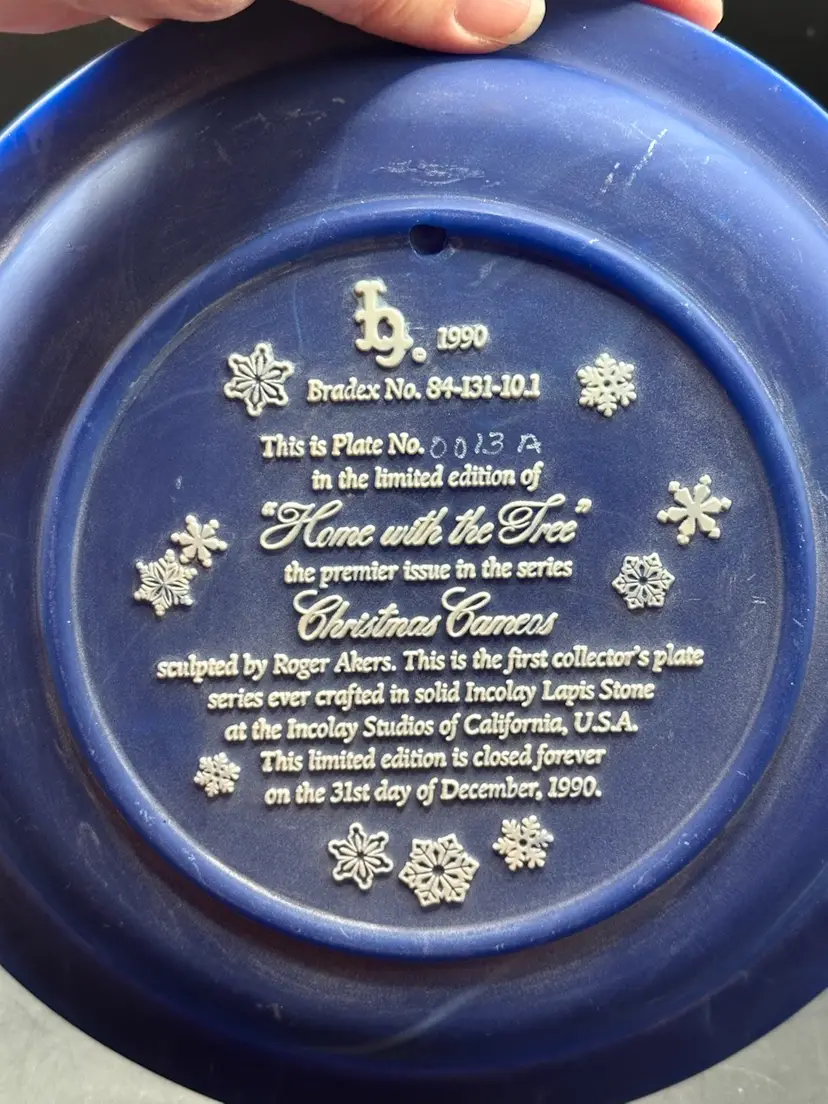 1990
Bradex No. 84-131-10.1
This is Plate No. 0013 A
in the limited edition of
“Home with the Tree”
the premier issue in the series
Christmas Cameos
sculpted by Roger Akers. This is the first collector's plate
series ever crafted in solid Incolay Lapis Stone
at the Incolay Studios of California, U.S.A.
This limited edition is closed forever
on the 31st day of December, 1990.